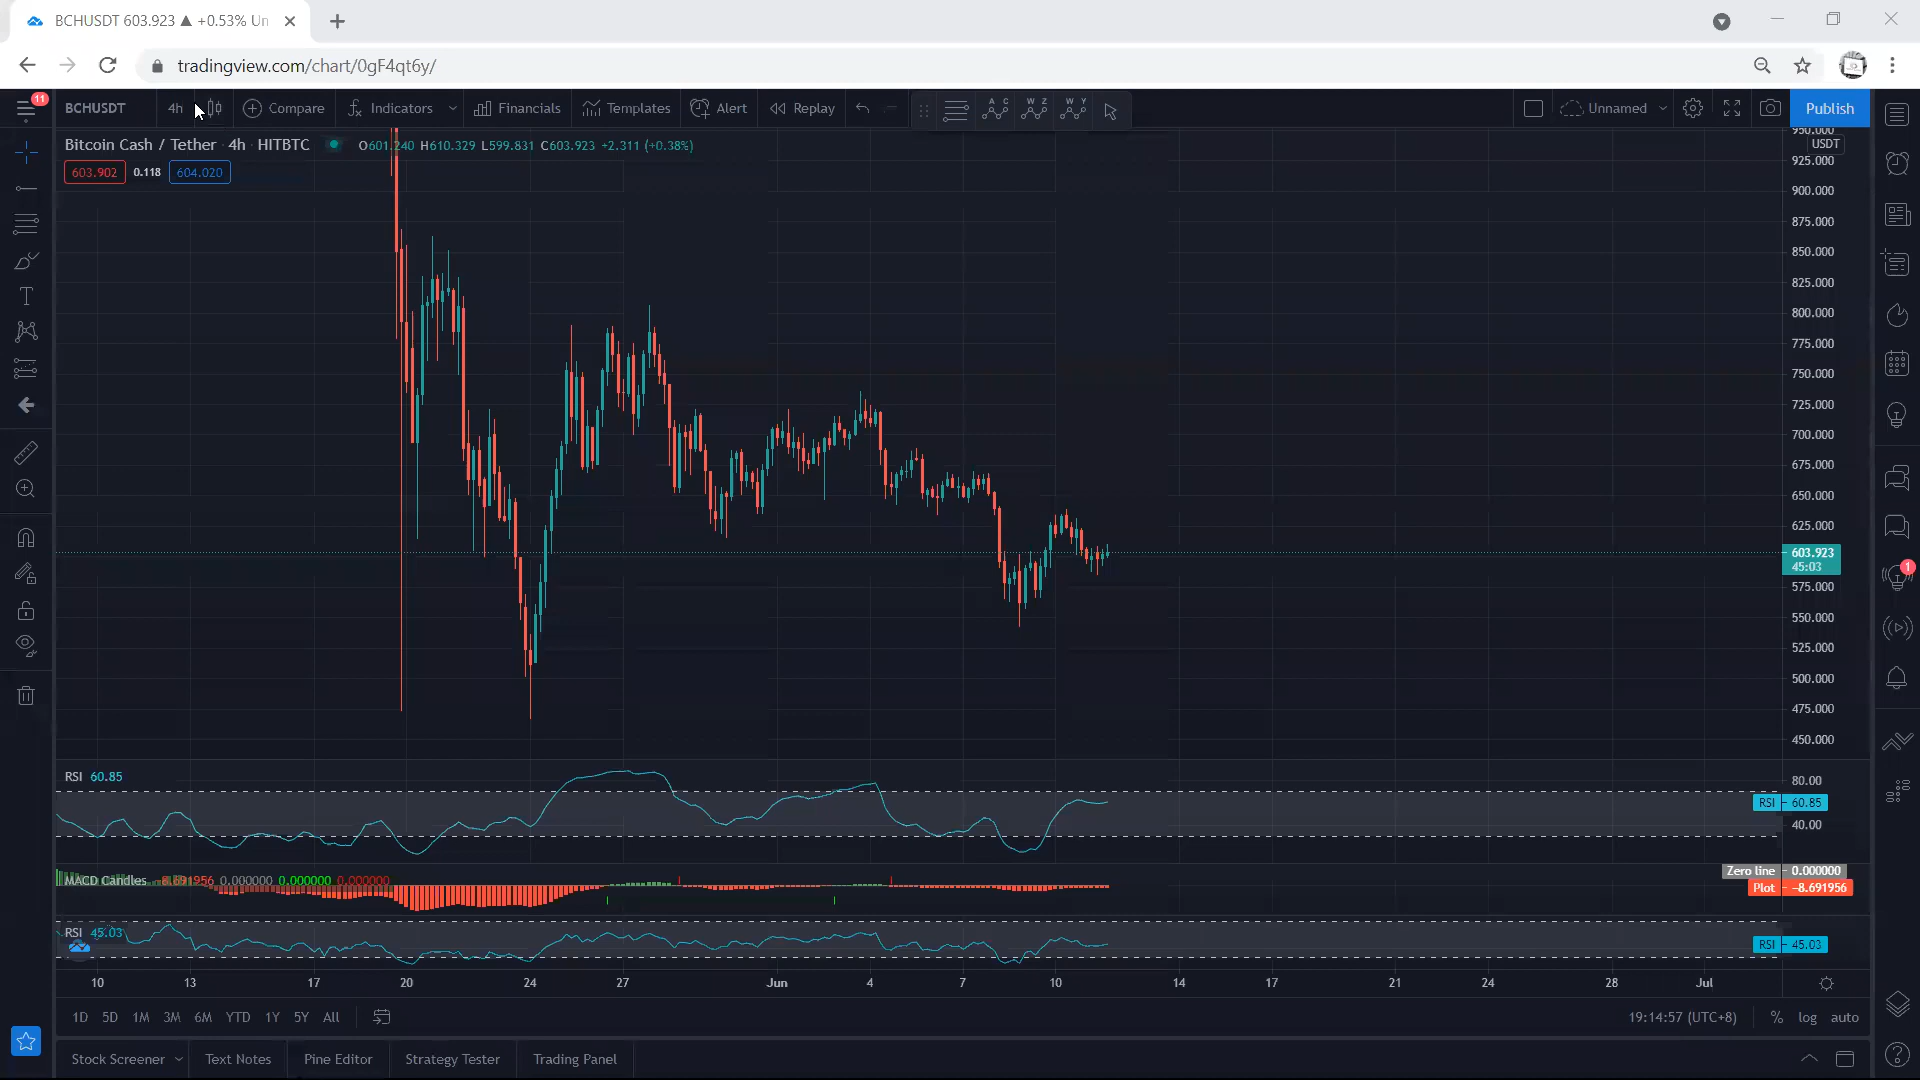 BCHUSDT 603.923 ▲ +0.53% Un
tradingview.com/chart/0gF4qt6y/
11
BCHUSDT 4h Compare Indicators Financials Templates Alert Replay
A C W Z W Y
Unnamed Publish
Bitcoin Cash / Tether · 4h · HITBTC O601.240 H610.329 L599.831 C603.923 +2.311 (+0.38%)
603.902 0.118 604.020
950.000
USDT
925.000
900.000
875.000
850.000
825.000
800.000
775.000
750.000
725.000
700.000
675.000
650.000
625.000
603.923
45:03
575.000
550.000
525.000
500.000
475.000
450.000
1
RSI 60.85
80.00
RSI 60.85
40.00
MACD Candles -8.691956 0.000000 0.000000 0.000000
Zero line 0.000000
Plot -8.691956
RSI 45.03
RSI 45.03
10 13 17 20 24 27 Jun 4 7 10 14 17 21 24 28 Jul
1D 5D 1M 3M 6M YTD 1Y 5Y All
19:14:57 (UTC+8) % log auto
Stock Screener Text Notes Pine Editor Strategy Tester Trading Panel